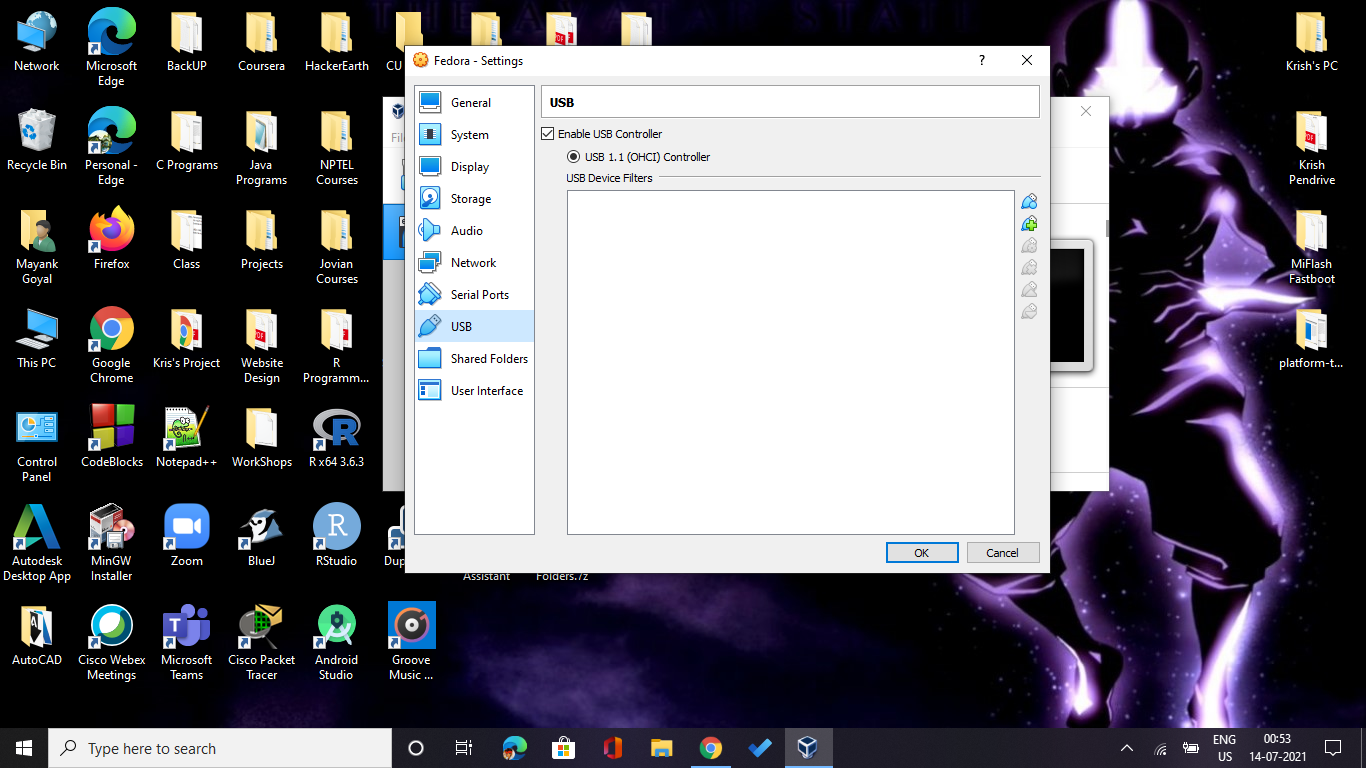 THE AVATAR STATE
Network
Microsoft
Edge
BackUP
Coursera
HackerEarth
CU
Krish's PC
Recycle Bin
Personal -
Edge
C Programs
Java
Programs
NPTEL
Courses
Krish
Pendrive
Mayank
Goyal
Firefox
Class
Projects
Jovian
Courses
MiFlash
Fastboot
This PC
Google
Chrome
Kris's Project
Website
Design
R
Programm...
platform-t...
Control
Panel
CodeBlocks
Notepad++
WorkShops
R x64 3.6.3
Autodesk
Desktop App
MinGW
Installer
Zoom
BlueJ
RStudio
Dup
Assistant
Folders.7z
AutoCAD
Cisco Webex
Meetings
Microsoft
Teams
Cisco Packet
Tracer
Android
Studio
Groove
Music ...
Fedora - Settings
?
General
System
Display
Storage
Audio
Network
Serial Ports
USB
Shared Folders
User Interface
USB
Enable USB Controller
USB 1.1 (OHCI) Controller
USB Device Filters
OK
Cancel
Type here to search
ENG
US
00:53
14-07-2021